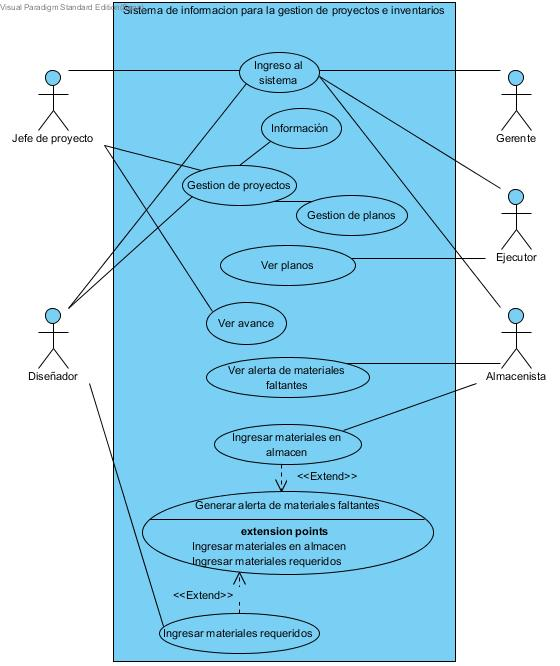 Visual Paradigm Standard Edition
Sistema de informacion para la gestion de proyectos e inventarios
Ingreso al
sistema
Jefe de proyecto
Gerente
Información
Gestion de proyectos
Gestion de planos
Ver planos
Ejecutor
Ver avance
Diseñador
Ver alerta de materiales
faltantes
Almacenista
Ingresar materiales en
almacen
<<Extend>>
Generar alerta de materiales faltantes
extension points
Ingresar materiales en almacen
Ingresar materiales requeridos
<<Extend>>
Ingresar materiales requeridos